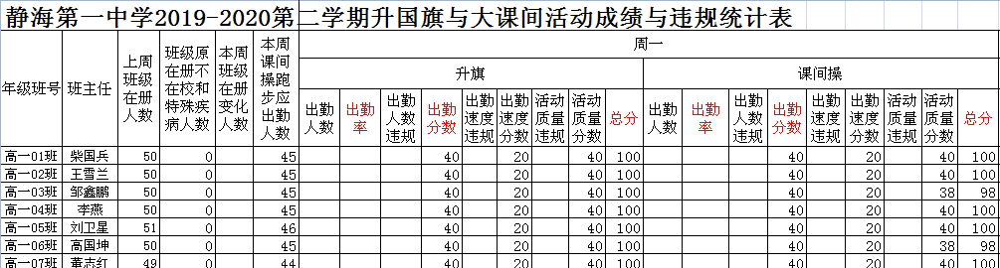 静海第一中学2019-2020第二学期升国旗与大课间活动成绩与违规统计表
年级班号 班主任 上周班级在册人数 班级原在册不在校和特殊疾病人数 本周班级在册变化人数 本周课间操跑步应出勤人数 周一
升旗 课间操
出勤人数 出勤率 出勤人数违规 出勤分数 出勤速度违规 出勤速度分数 活动质量违规 活动质量分数 总分 出勤人数 出勤率 出勤人数违规 出勤分数 出勤速度违规 出勤速度分数 活动质量违规 活动质量分数 总分
高一01班 柴国兵 50 0 45 40 20 40 100 40 20 40 100
高一02班 王雪兰 50 0 45 40 20 40 100 40 20 40 100
高一03班 邹鑫鹏 50 0 45 40 20 40 100 40 20 38 98
高一04班 李燕 50 0 45 40 20 40 100 40 20 40 100
高一05班 刘卫星 51 0 46 40 20 40 100 40 20 40 100
高一06班 高国坤 50 0 45 40 20 40 100 40 20 38 98
高一07班 董志红 49 0 44 40 20 40 100 40 20 40 100